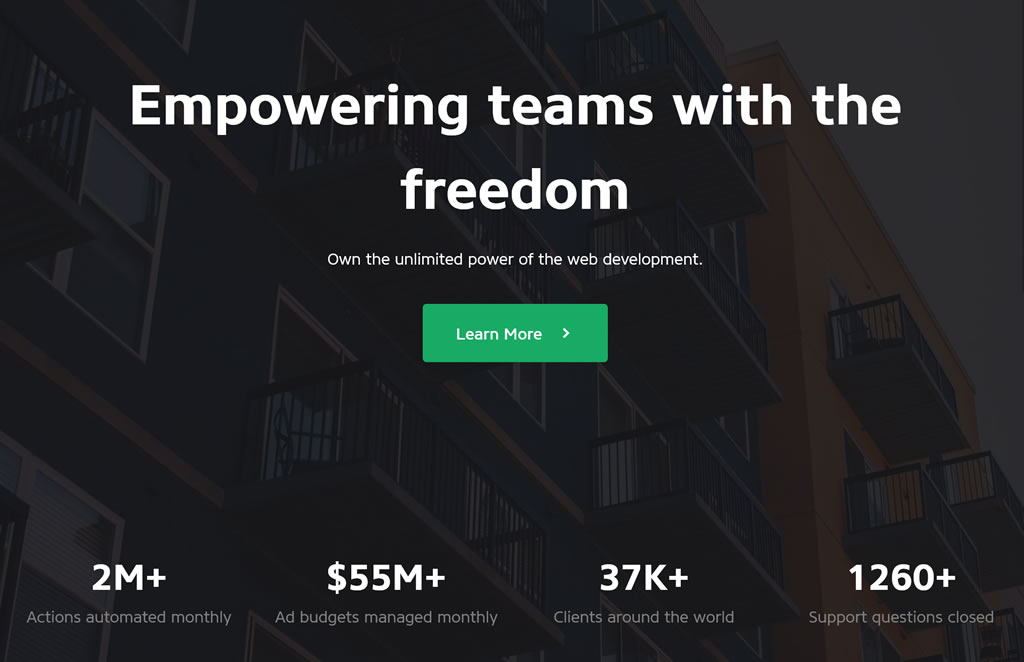 Empowering teams with the
freedom
Own the unlimited power of the web development.
Learn More
2M+
$55M+
37K+
1260+
Actions automated monthly
Ad budgets managed monthly
Clients around the world
Support questions closed